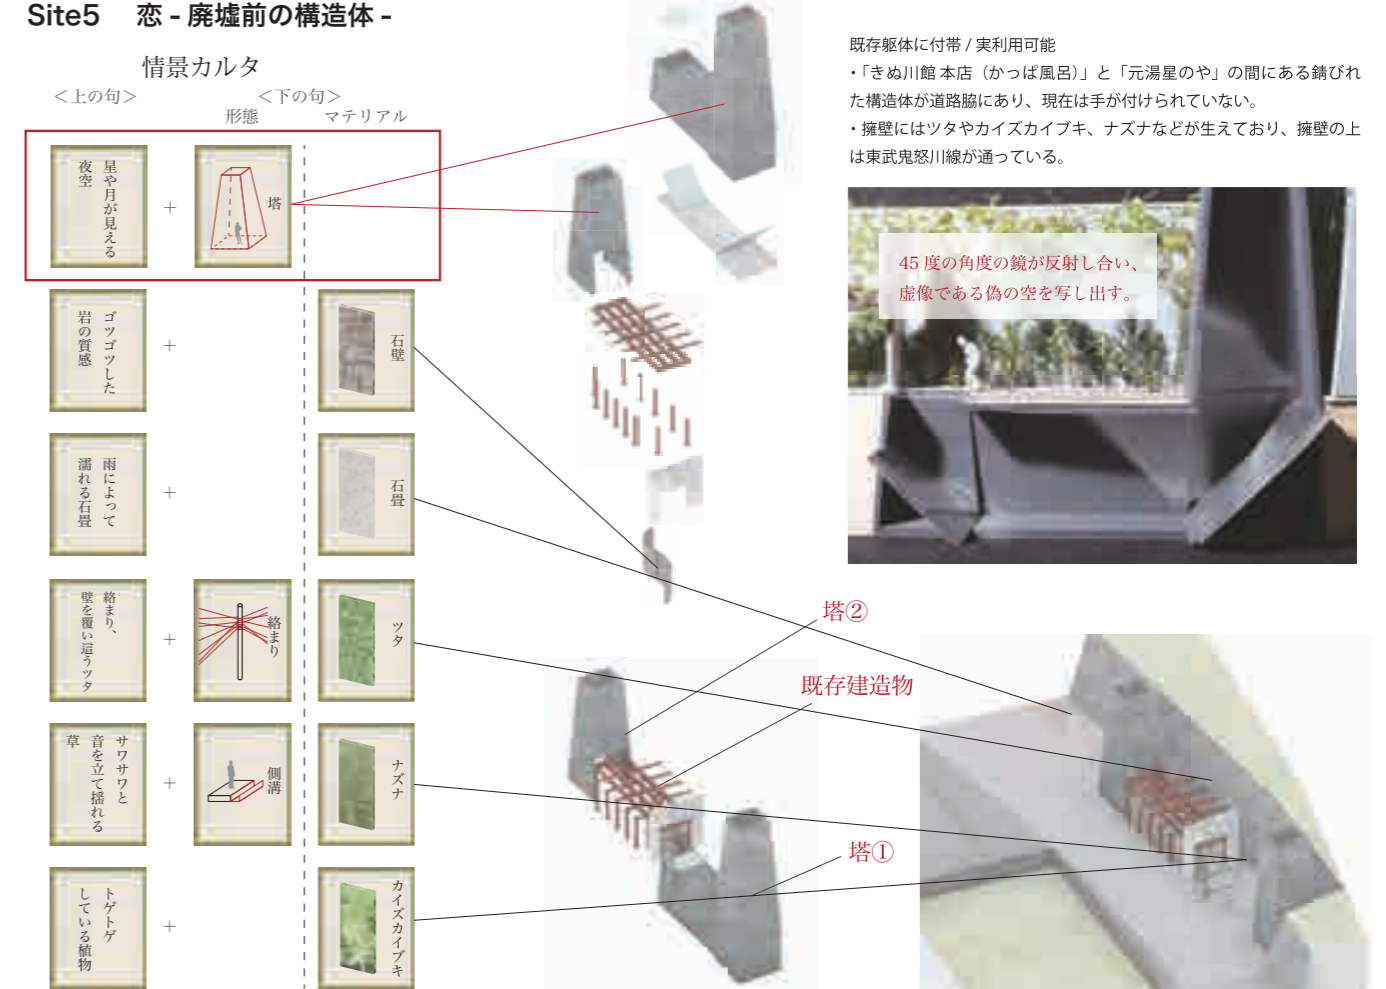 Site5　恋 - 廃墟前の構造体 -
情景カルタ
＜上の句＞
＜下の句＞
形態
マテリアル
星や月が見える
夜空
+
塔
ゴツゴツした
岩の質感
+
石壁
雨によって
濡れる石畳
+
石畳
絡まり、
壁を覆い這うツタ
+
絡まり
ツタ
サワサワと
音を立て揺れる
草
+
側溝
ナズナ
トゲトゲ
している植物
+
カイズカイブキ
塔②
既存建造物
塔①
既存躯体に付帯 / 実利用可能
・「きぬ川館 本店（かっぱ風呂）」と「元湯星のや」の間にある錆びれ
た構造体が道路脇にあり、現在は手が付けられていない。
・擁壁にはツタやカイズカイブキ、ナズナなどが生えており、擁壁の上
は東武鬼怒川線が通っている。
45 度の角度の鏡が反射し合い、
虚像である偽の空を写し出す。